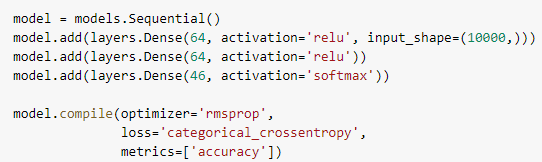 model = models.Sequential()
model.add(layers.Dense(64, activation='relu', input_shape=(10000,)))
model.add(layers.Dense(64, activation='relu'))
model.add(layers.Dense(46, activation='softmax'))

model.compile(optimizer='rmsprop',
              loss='categorical_crossentropy',
              metrics=['accuracy'])